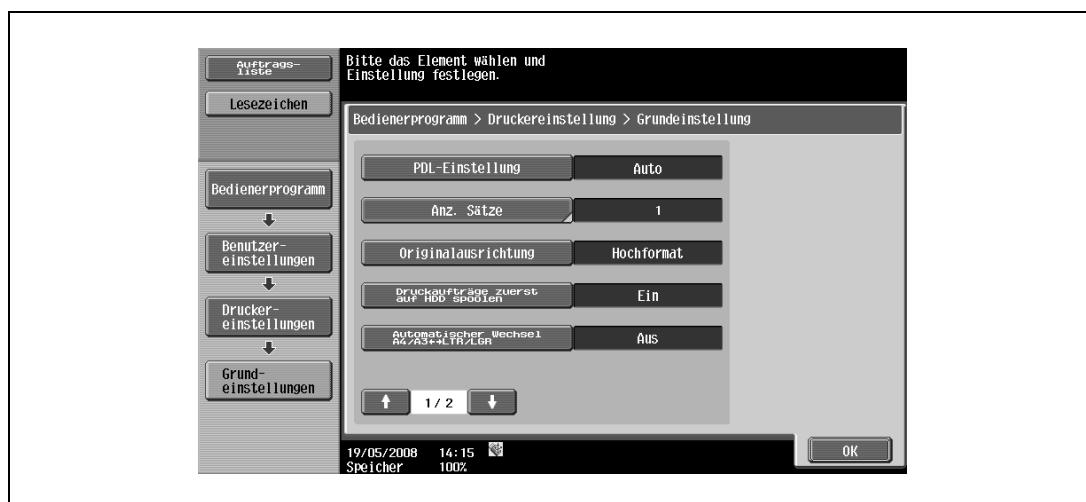 Auftrags-
liste
Lesezeichen
Bitte das Element wählen und
Einstellung festlegen.
Bedienerprogramm > Druckereinstellung > Grundeinstellung
Bedienerprogramm
Benutzer-
einstellungen
Drucker-
einstellungen
Grund-
einstellungen
PDL-Einstellung Auto
Anz. Sätze 1
Originalausrichtung Hochformat
Druckaufträge zuerst
auf HDD spoolen Ein
Automatischer Wechsel
A4/A3↔LTR/LGR Aus
1/2
19/05/2008 14:15
Speicher 100%
OK